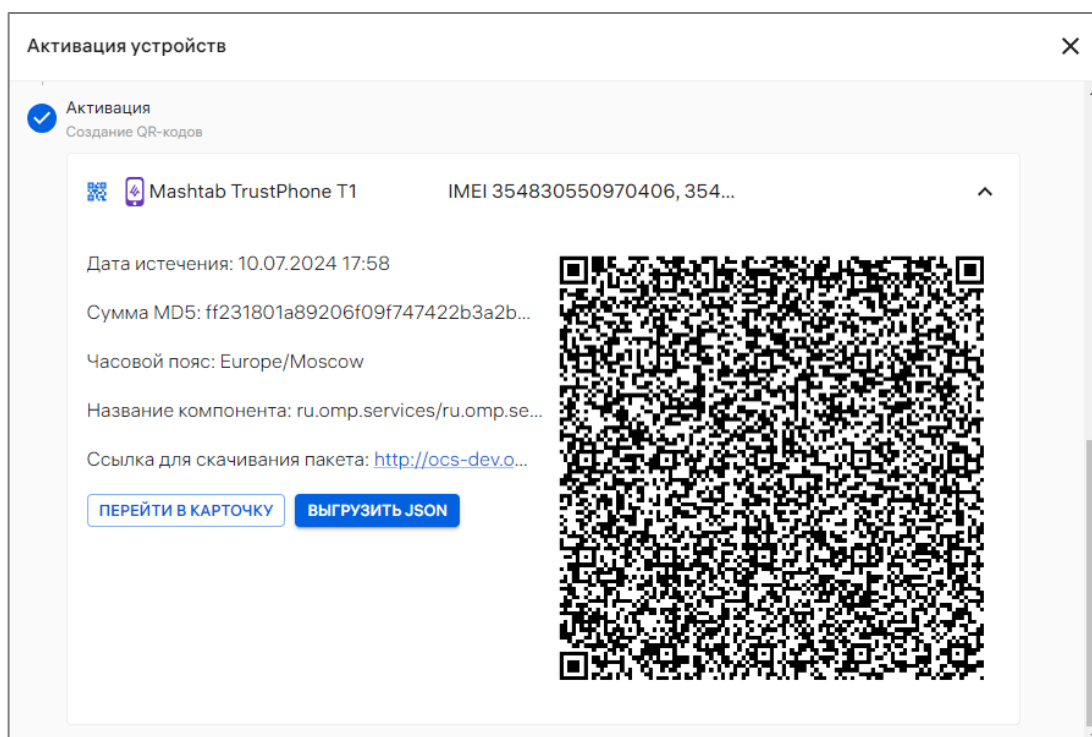 Активация устройств
Активация
Создание QR-кодов
Mashtab TrustPhone T1 IMEI 354830550970406, 354...
Дата истечения: 10.07.2024 17:58
Сумма MD5: ff231801a89206f09f747422b3a2b...
Часовой пояс: Europe/Moscow
Название компонента: ru.omp.services/ru.omp.se...
Ссылка для скачивания пакета: http://ocs-dev.o...
ПЕРЕЙТИ В КАРТОЧКУ ВЫГРУЗИТЬ JSON